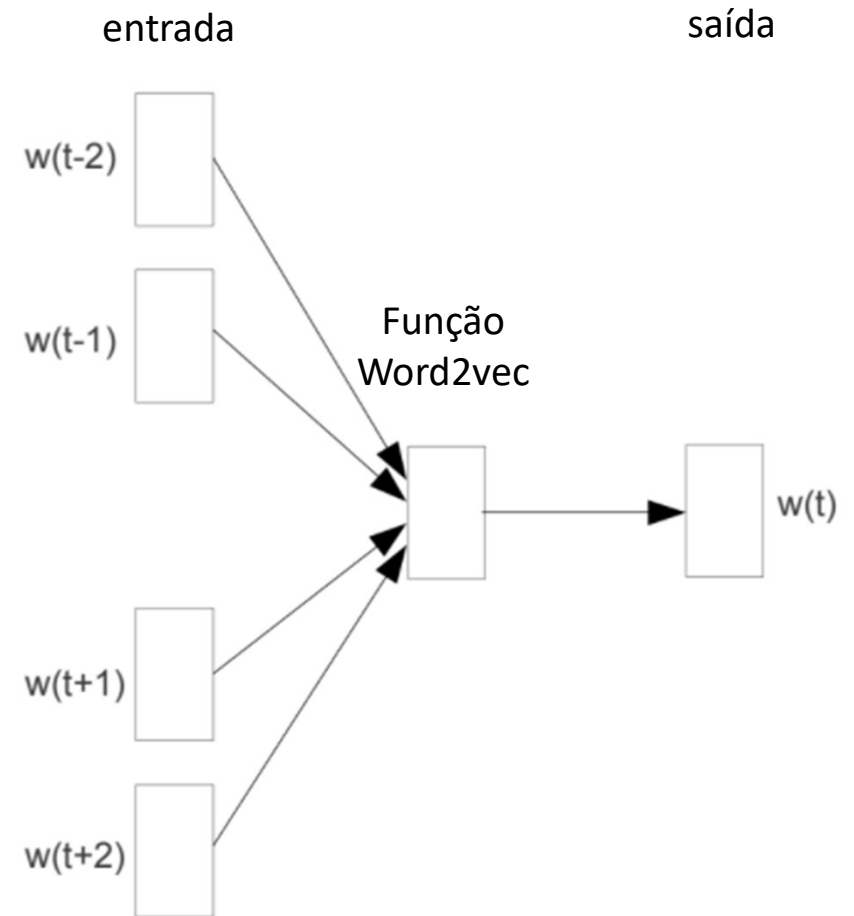 entrada
saída
w(t-2)
w(t-1)
Função
Word2vec
w(t)
w(t+1)
w(t+2)